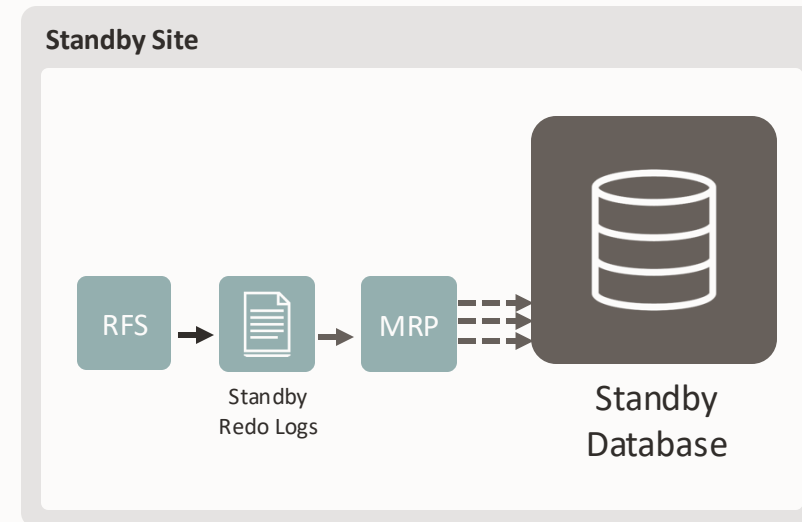 Standby Site
RFS
MRP
Standby
Redo Logs
Standby
Database